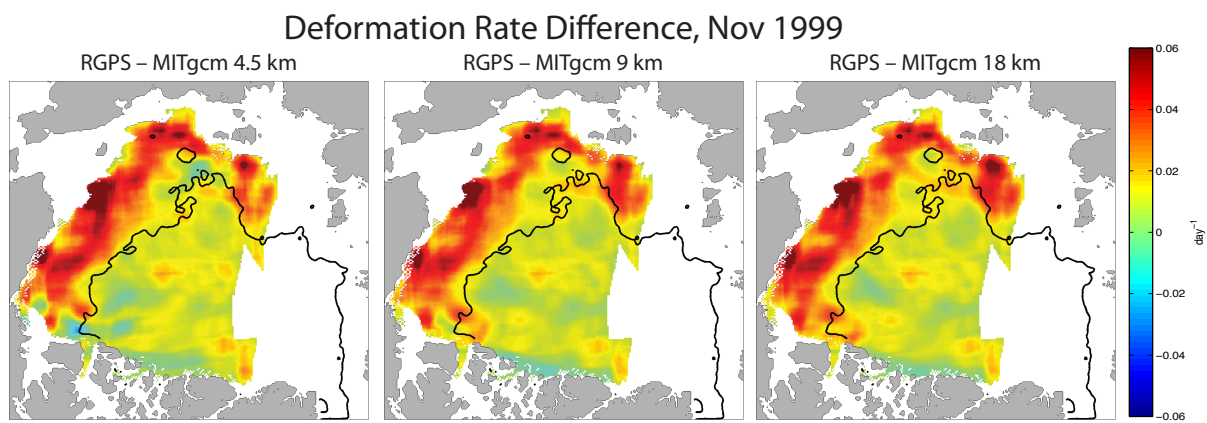 Deformation Rate Difference, Nov 1999
RGPS – MITgcm 4.5 km
RGPS – MITgcm 9 km
RGPS – MITgcm 18 km
0.06
0.04
0.02
0
−0.02
−0.04
−0.06
day⁻¹